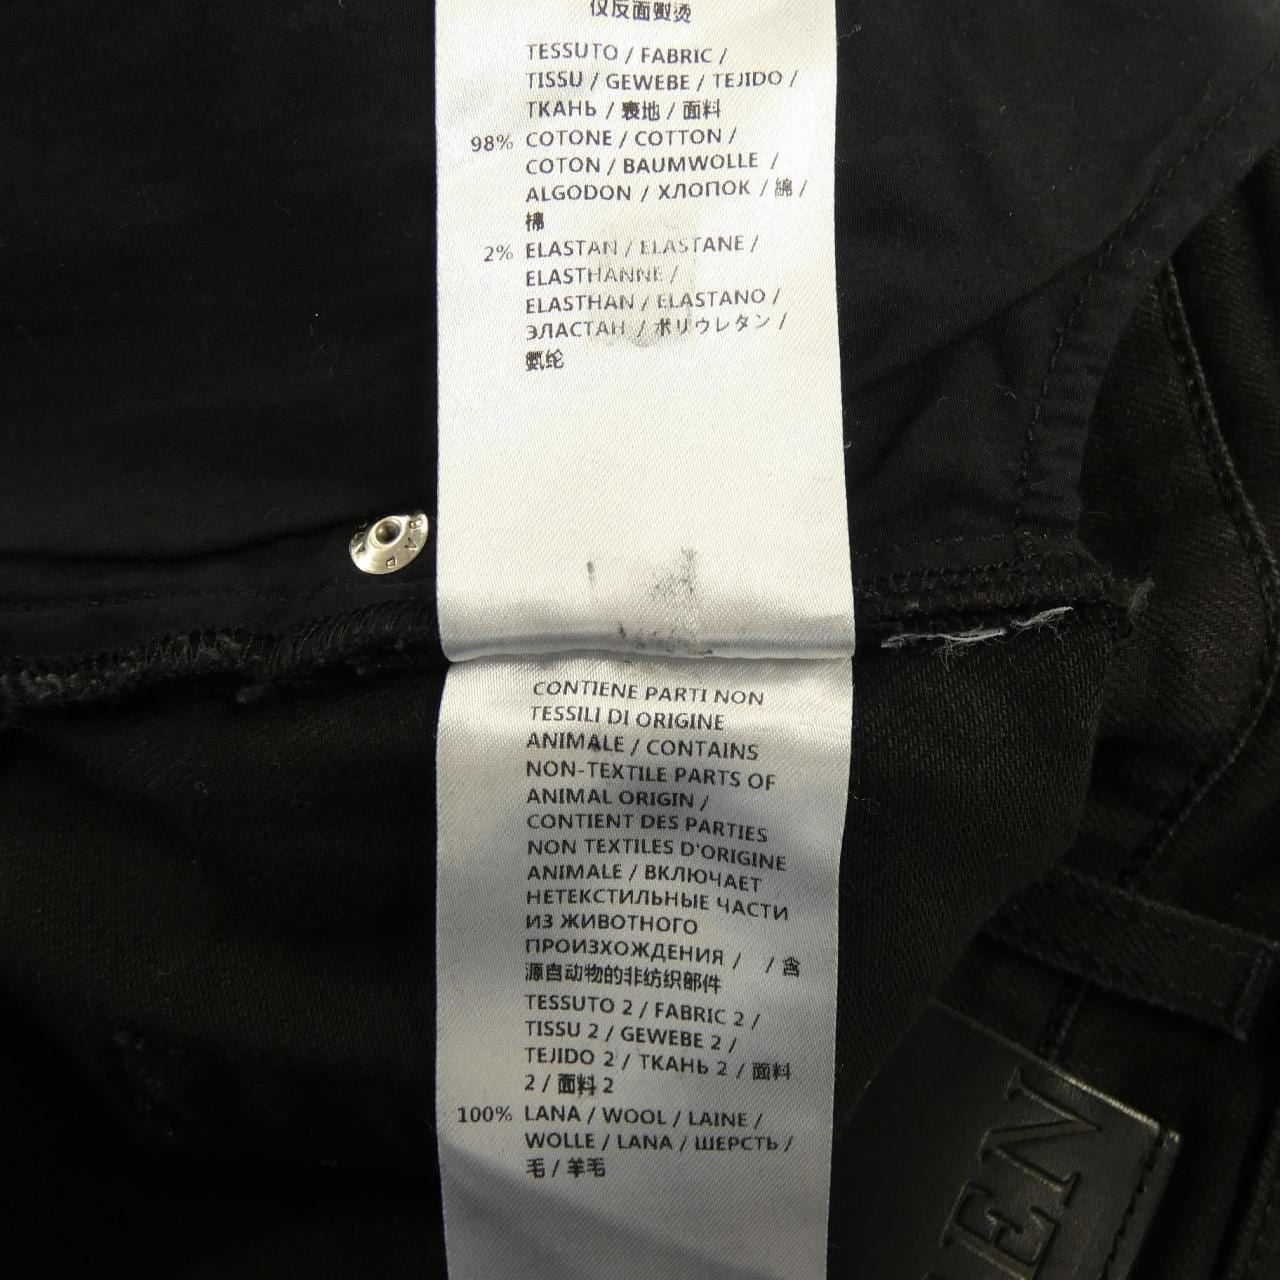 仅反面熨烫
TESSUTO / FABRIC /
TISSU / GEWEBE / TEJIDO /
ТКАНЬ / 表地 / 面料
98% COTONE / COTTON /
COTON / BAUMWOLLE /
ALGODON / ХЛОПОК / 綿 /
棉
2% ELASTAN / ELASTANE /
ELASTHANNE /
ELASTHAN / ELASTANO /
ЭЛАСТАН / ポリウレタン /
氨纶
CONTIENE PARTI NON
TESSILI DI ORIGINE
ANIMALE / CONTAINS
NON-TEXTILE PARTS OF
ANIMAL ORIGIN /
CONTIENT DES PARTIES
NON TEXTILES D'ORIGINE
ANIMALE / ВКЛЮЧАЕТ
НЕТЕКСТИЛЬНЫЕ ЧАСТИ
ИЗ ЖИВОТНОГО
ПРОИЗХОЖДЕНИЯ / / 含
源自动物的非纺织部件
TESSUTO 2 / FABRIC 2 /
TISSU 2 / GEWEBE 2 /
TEJIDO 2 / ТКАНЬ 2 / 面料
2 / 面料 2
100% LANA / WOOL / LAINE /
WOLLE / LANA / ШЕРСТЬ /
毛 / 羊毛
EN